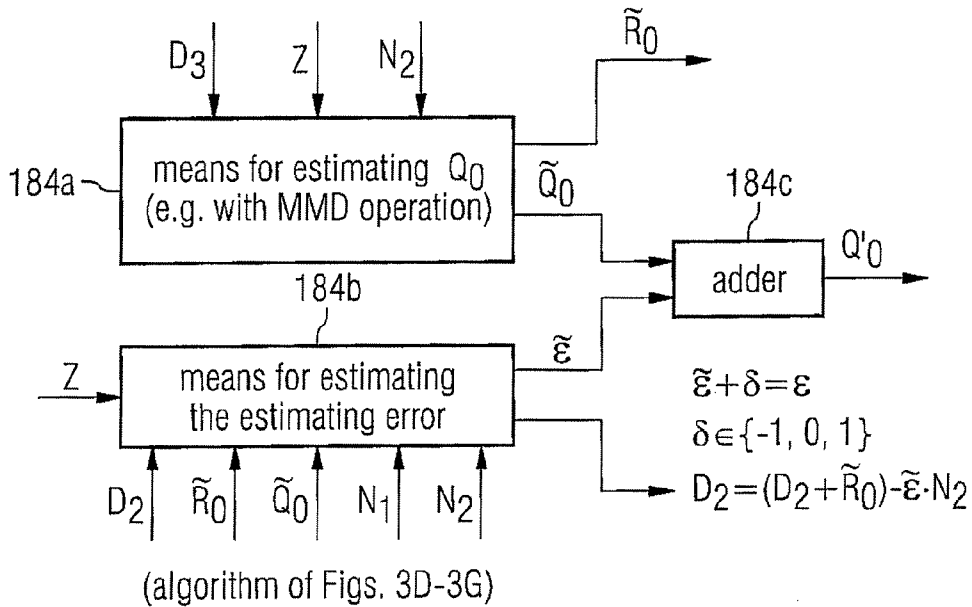 D₃ Z N₂ R̃₀
184a
means for estimating Q₀
(e.g. with MMD operation)
Q̃₀
184c
adder
Q'₀
184b
Z
means for estimating
the estimating error
ε̃
ε̃+δ=ε
δ∈{-1, 0, 1}
D₂=(D₂+R̃₀)-ε̃·N₂
D₂ R̃₀ Q̃₀ N₁ N₂
(algorithm of Figs. 3D-3G)